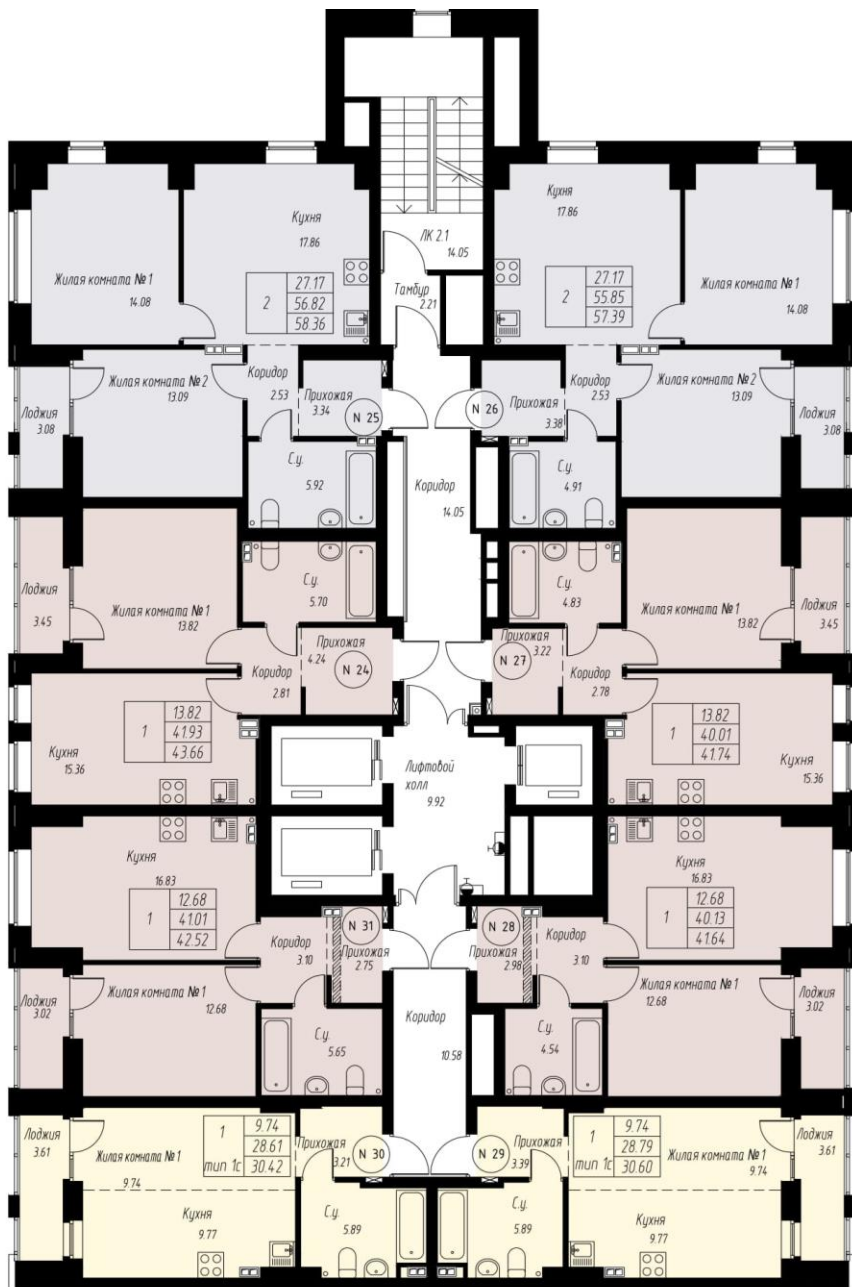 ЛК 2.1
14.05
Тамбур
2.21
Кухня
17.86
Жилая комната № 1
14.08
2
27.17
56.82
58.36
Кухня
17.86
2
27.17
55.85
57.39
Жилая комната № 1
14.08
Лоджия
3.08
Жилая комната № 2
13.09
Коридор
2.53
Прихожая
3.34
N 25
С.у.
5.92
N 26
Прихожая
3.38
Коридор
2.53
Жилая комната № 2
13.09
Лоджия
3.08
С.у.
4.91
Коридор
14.05
Лоджия
3.45
Жилая комната № 1
13.82
С.у.
5.70
Прихожая
4.24
N 24
Коридор
2.81
С.у.
4.83
Жилая комната № 1
13.82
Лоджия
3.45
Прихожая
3.22
N 27
Коридор
2.78
1
13.82
41.93
43.66
Кухня
15.36
Лифтовой
холл
9.92
1
13.82
40.01
41.74
Кухня
15.36
Кухня
16.83
1
12.68
41.01
42.52
Кухня
16.83
1
12.68
40.13
41.64
N 31
Прихожая
2.75
Коридор
3.10
N 28
Прихожая
2.98
Коридор
3.10
Лоджия
3.02
Жилая комната № 1
12.68
С.у.
5.65
Коридор
10.58
С.у.
4.54
Жилая комната № 1
12.68
Лоджия
3.02
Лоджия
3.61
Жилая комната № 1
9.74
1
тип 1с
9.74
28.61
30.42
Прихожая
3.21
N 30
N 29
Прихожая
3.39
1
тип 1с
9.74
28.79
30.60
Жилая комната № 1
9.74
Лоджия
3.61
Кухня
9.77
С.у.
5.89
С.у.
5.89
Кухня
9.77